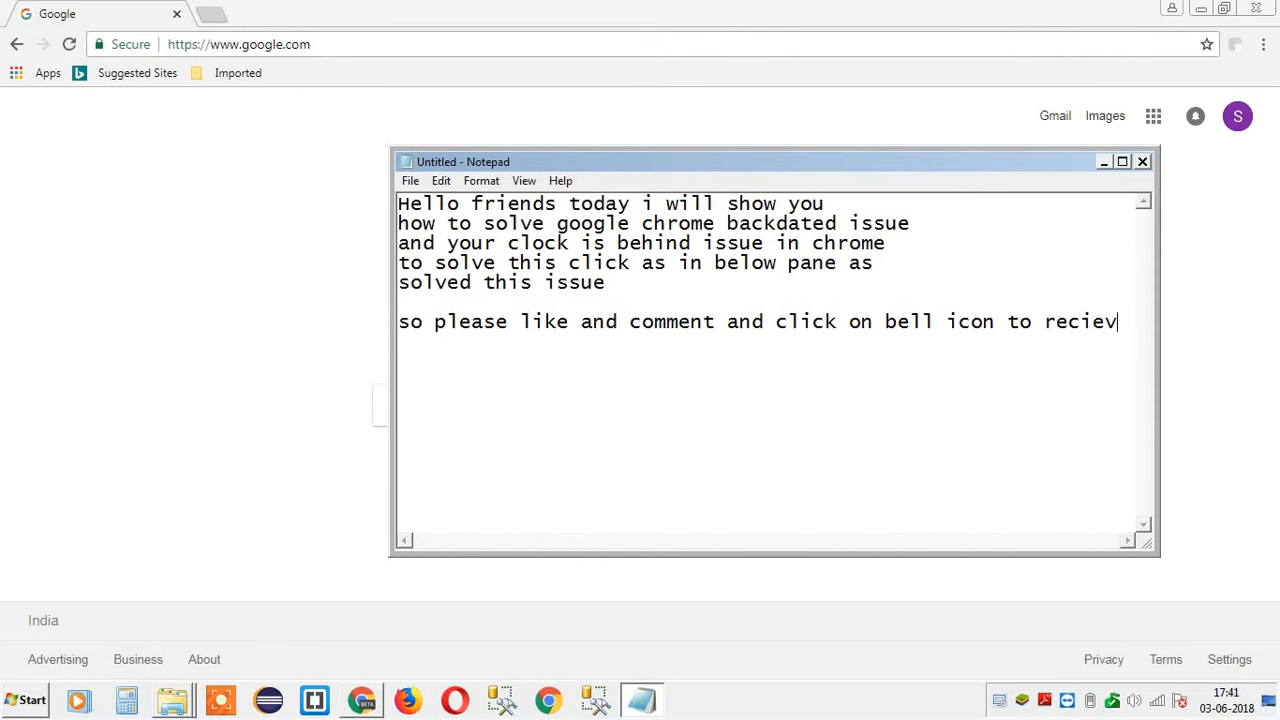 Google
Secure
https://www.google.com
Apps
Suggested Sites
Imported
Gmail
Images
S
Untitled - Notepad
File Edit Format View Help
Hello friends today i will show you
how to solve google chrome backdated issue
and your clock is behind issue in chrome
to solve this click as in below pane as
solved this issue
so please like and comment and click on bell icon to reciev
India
Advertising Business About
Privacy Terms Settings
Start
BETA
17:41
03-06-2018